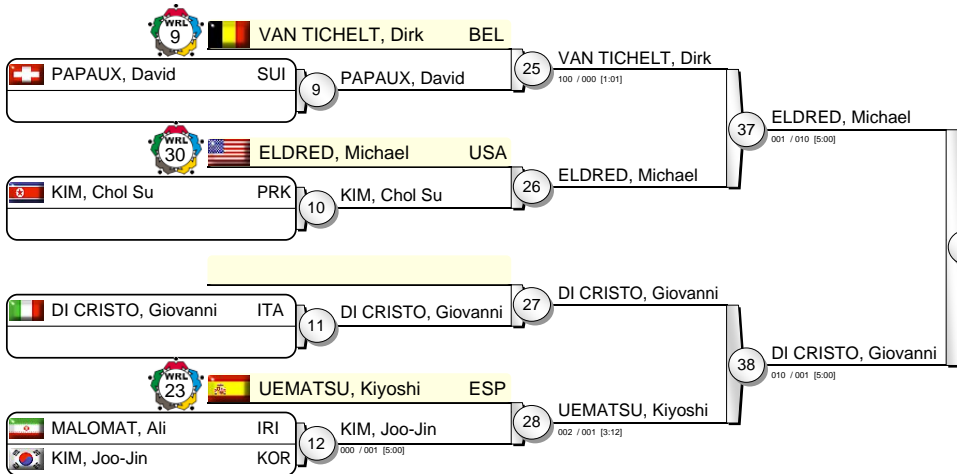 WRL
9
VAN TICHELT, Dirk BEL
PAPAUX, David SUI
9
PAPAUX, David
25
VAN TICHELT, Dirk
100 / 000 [1:01]
WRL
30
ELDRED, Michael USA
KIM, Chol Su PRK
10
KIM, Chol Su
26
ELDRED, Michael
37
ELDRED, Michael
001 / 010 [5:00]
DI CRISTO, Giovanni ITA
11
DI CRISTO, Giovanni
27
DI CRISTO, Giovanni
WRL
23
UEMATSU, Kiyoshi ESP
MALOMAT, Ali IRI
KIM, Joo-Jin KOR
12
KIM, Joo-Jin
000 / 001 [5:00]
28
UEMATSU, Kiyoshi
002 / 001 [3:12]
38
DI CRISTO, Giovanni
010 / 001 [5:00]